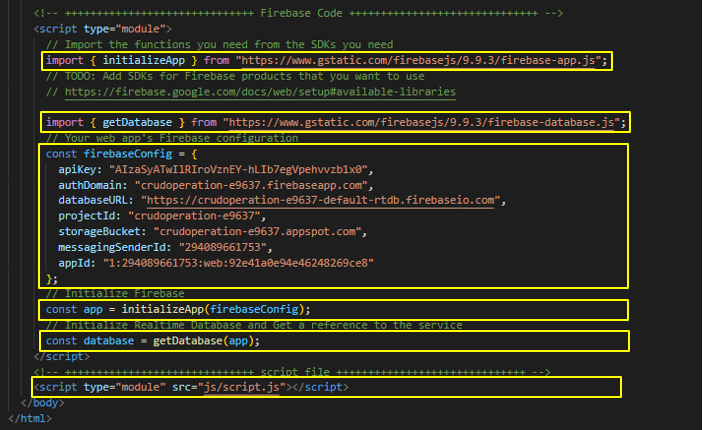 <!-- ++++++++++++++++++++++++++++++ Firebase Code ++++++++++++++++++++++++++++++ -->
<script type="module">
// Import the functions you need from the SDKs you need
import { initializeApp } from "https://www.gstatic.com/firebasejs/9.9.3/firebase-app.js";
// TODO: Add SDKs for Firebase products that you want to use
// https://firebase.google.com/docs/web/setup#available-libraries
import { getDatabase } from "https://www.gstatic.com/firebasejs/9.9.3/firebase-database.js";
// Your web app's Firebase configuration
const firebaseConfig = {
apiKey: "AIzaSyATwI1RIroVznEY-hLIb7egVpehvvzb1x0",
authDomain: "crudoperation-e9637.firebaseapp.com",
databaseURL: "https://crudoperation-e9637-default-rtdb.firebaseio.com",
projectId: "crudoperation-e9637",
storageBucket: "crudoperation-e9637.appspot.com",
messagingSenderId: "294089661753",
appId: "1:294089661753:web:92e41a0e94e46248269ce8"
};
// Initialize Firebase
const app = initializeApp(firebaseConfig);
// Initialize Realtime Database and Get a reference to the service
const database = getDatabase(app);
</script>
<!-- ++++++++++++++++++++++++++++++ script file ++++++++++++++++++++++++++++++ -->
<script type="module" src="js/script.js"></script>
</body>
</html>